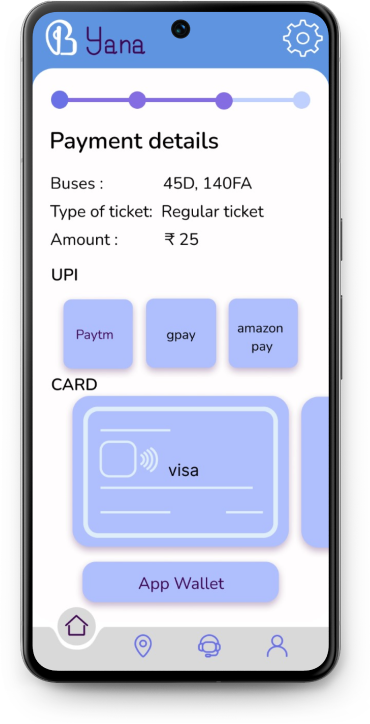 Yana
Payment details
Buses : 45D, 140FA
Type of ticket: Regular ticket
Amount : ₹ 25
UPI
Paytm gpay amazon pay
CARD
visa
App Wallet